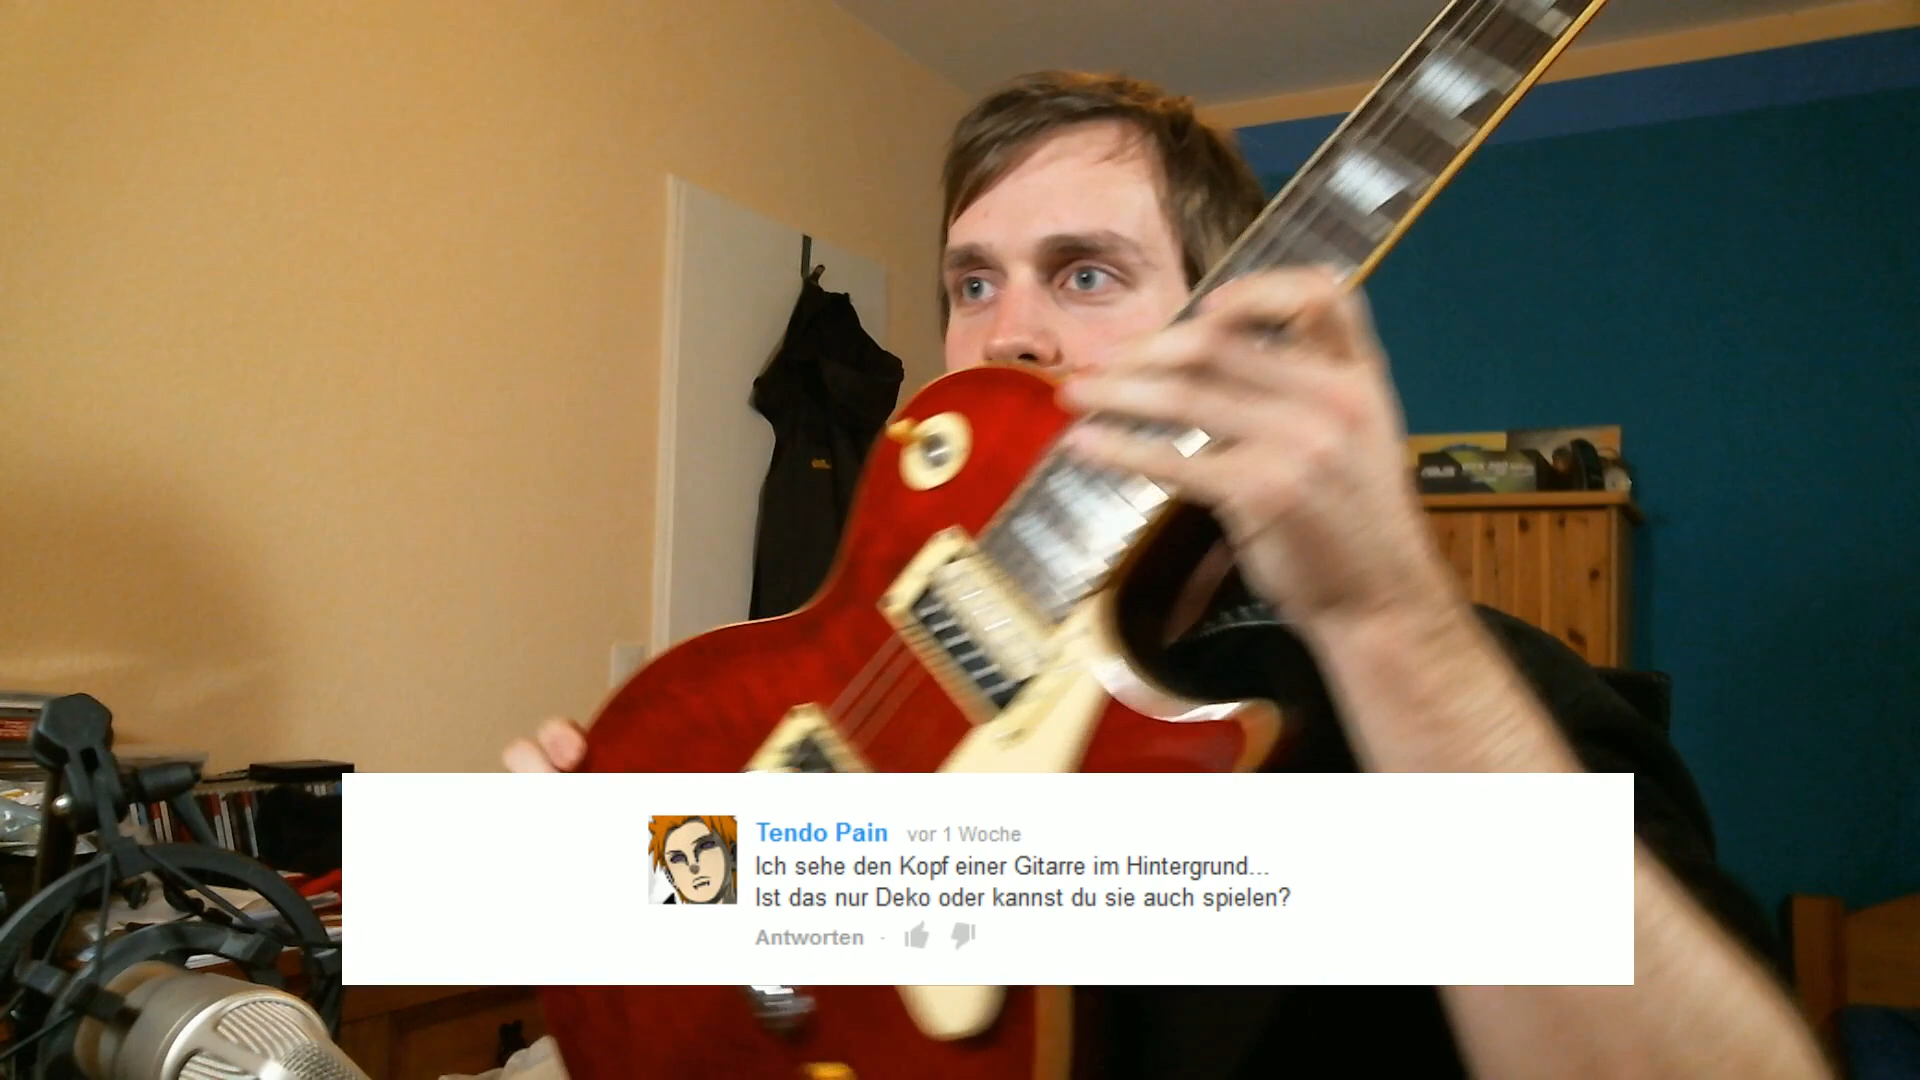 Tendo Pain vor 1 Woche
Ich sehe den Kopf einer Gitarre im Hintergrund...
Ist das nur Deko oder kannst du sie auch spielen?
Antworten ·